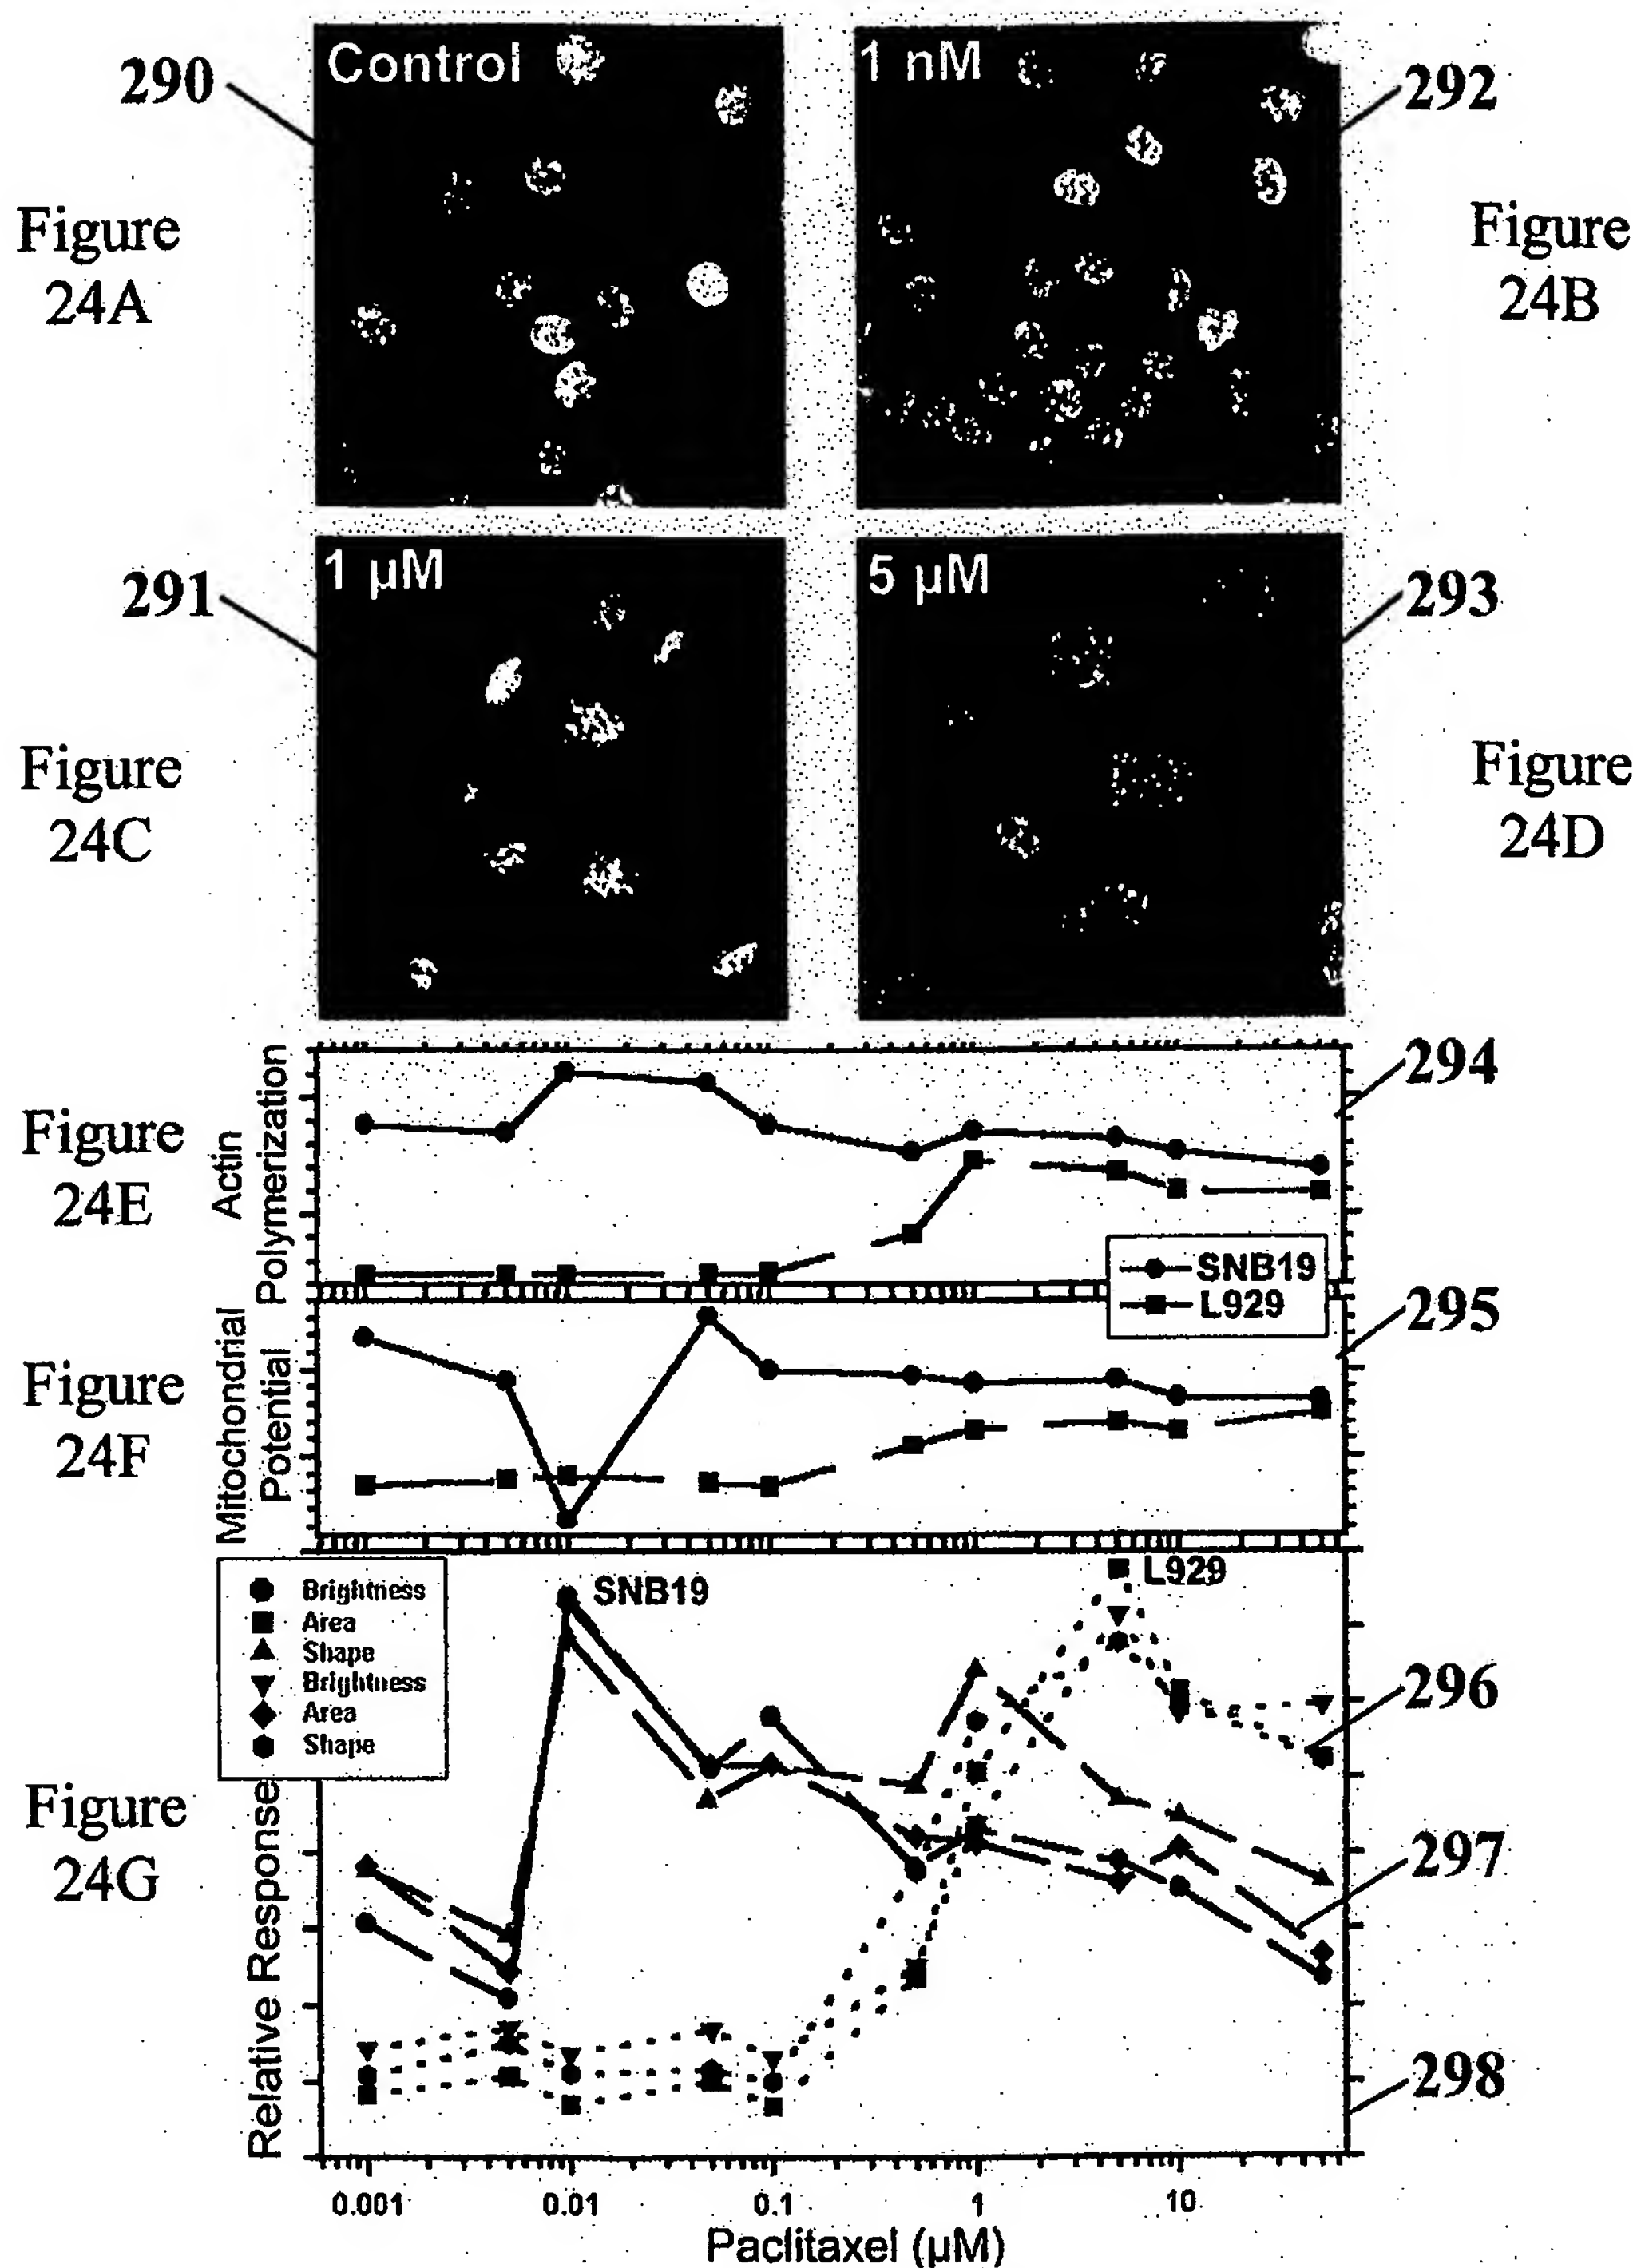 Control
1 nM
290
292
Figure
24A
Figure
24B
1 µM
5 µM
291
293
Figure
24C
Figure
24D
294
Figure
24E
Actin
Polymerization
SNB19
L929
295
Figure
24F
Mitochondrial
Potential
Brightness
Area
Shape
Brightness
Area
Shape
SNB19
L929
296
Figure
24G
297
Relative Response
298
0.001
0.01
0.1
1
10
Paclitaxel (µM)